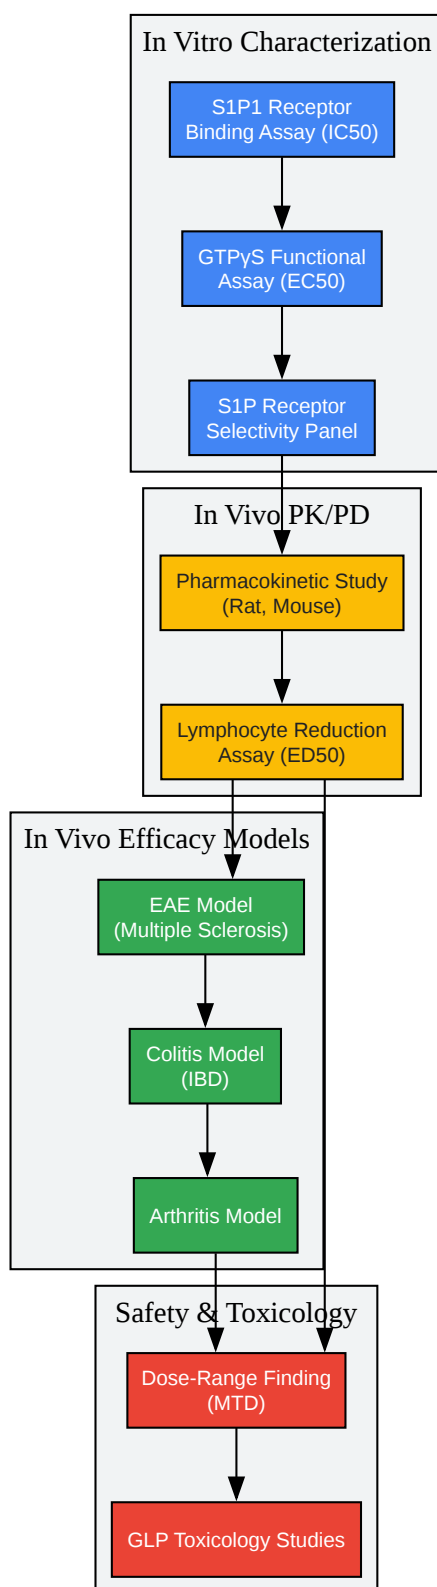 In Vitro Characterization
S1P1 Receptor
Binding Assay (IC50)
GTPγS Functional
Assay (EC50)
S1P Receptor
Selectivity Panel
In Vivo PK/PD
Pharmacokinetic Study
(Rat, Mouse)
Lymphocyte Reduction
Assay (ED50)
In Vivo Efficacy Models
EAE Model
(Multiple Sclerosis)
Colitis Model
(IBD)
Arthritis Model
Safety & Toxicology
Dose-Range Finding
(MTD)
GLP Toxicology Studies